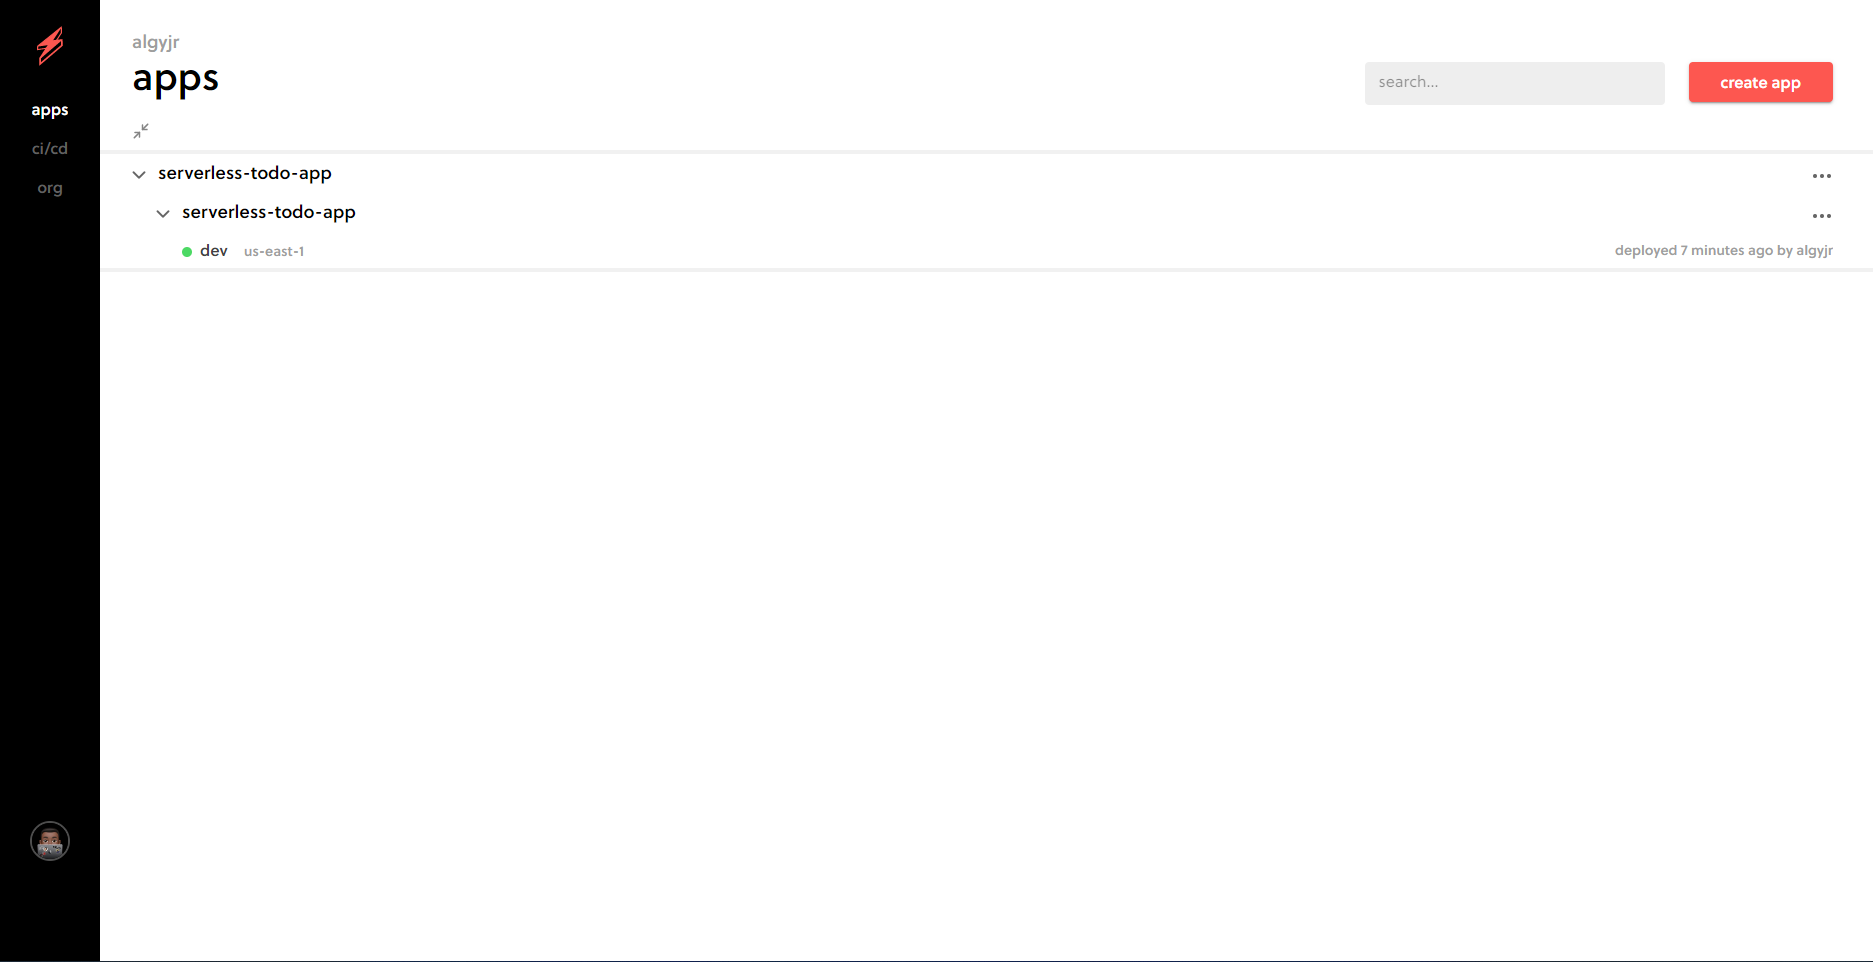 apps
ci/cd
org
algyjr
apps
search...
create app
serverless-todo-app
serverless-todo-app
dev us-east-1
deployed 7 minutes ago by algyjr